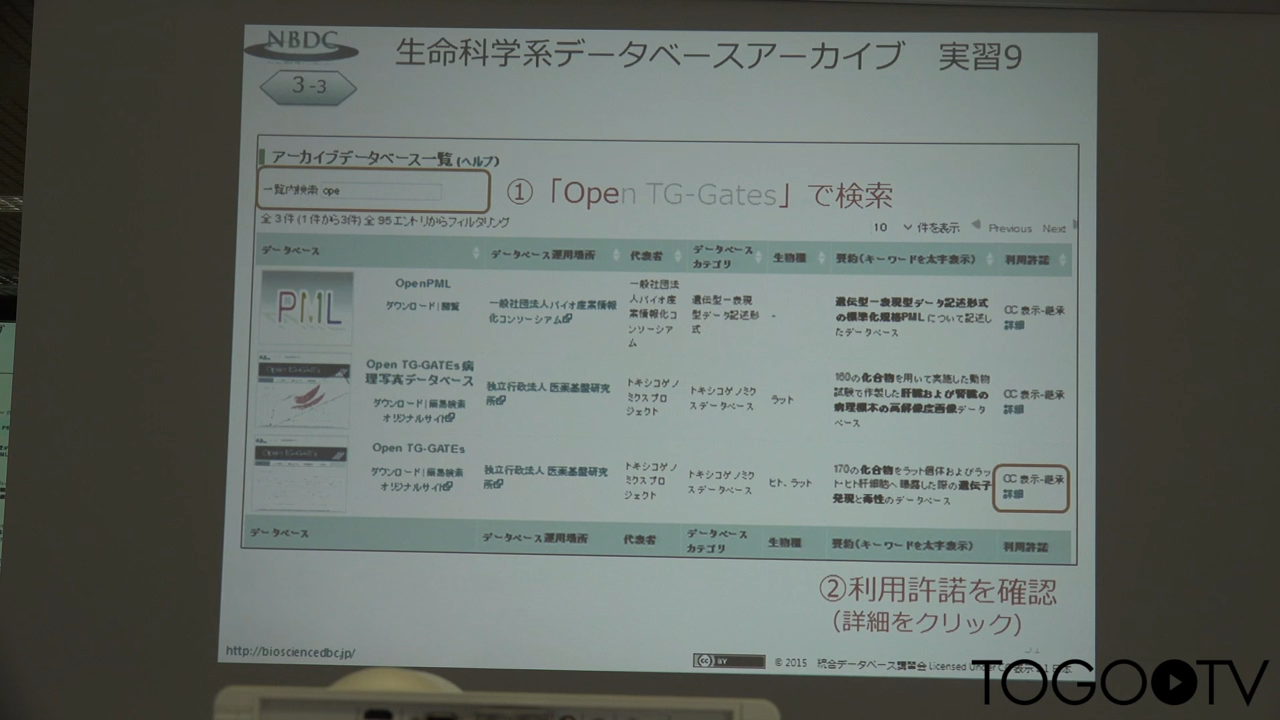 NBDC
生命科学系データベースアーカイブ 実習9
3-3
アーカイブデータベース一覧 (ヘルプ)
一覧内検索 ope
①「Open TG-Gates」で検索
全 3件 (1 件から3件) 全 95 エントリからフィルタリング
10 件を表示 Previous Next
データベース データベース運用場所 代表者 データベースカテゴリ 生物種 要約(キーワードを太字表示) 利用許諾
PML
OpenPML
ダウンロード | 閲覧
一般社団法人バイオ産業情報化コンソーシアム
一般社団法人バイオ産業情報化コンソーシアム
遺伝型ー表現型データ記述形式
-
遺伝型ー表現型データ記述形式の標準化規格PML について記述したデータベース
CC 表示-継承
詳細
Open TG-GATEs 病理写真データベース
ダウンロード | 簡易検索
オリジナルサイト
独立行政法人 医薬基盤研究所
トキシコゲノミクスプロジェクト
トキシコゲノミクスデータベース
ラット
160の化合物を用いて実施した動物試験で作製した肝臓および腎臓の病理標本の高解像度画像データベース
CC 表示-継承
詳細
Open TG-GATEs
ダウンロード | 簡易検索
オリジナルサイト
独立行政法人 医薬基盤研究所
トキシコゲノミクスプロジェクト
トキシコゲノミクスデータベース
ヒト、ラット
170の化合物をラット個体およびラット・ヒト肝細胞へ曝露した際の遺伝子発現と毒性のデータベース
CC 表示-継承
詳細
データベース データベース運用場所 代表者 データベースカテゴリ 生物種 要約(キーワードを太字表示) 利用許諾
②利用許諾を確認
(詳細をクリック)
http://biosciencedbc.jp/
cc BY
© 2015 統合データベース講習会 Licensed Under CC 表示
TOGOTV